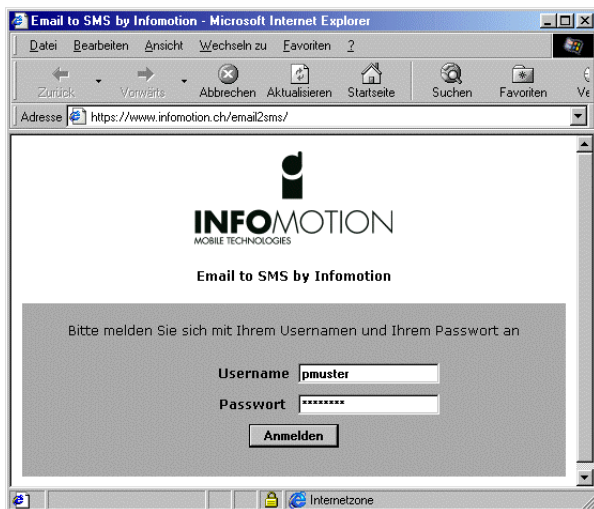 Email to SMS by Infomotion - Microsoft Internet Explorer
Datei Bearbeiten Ansicht Wechseln zu Favoriten ?
Zurück Vorwärts Abbrechen Aktualisieren Startseite Suchen Favoriten Ve
Adresse https://www.infomotion.ch/email2sms/
INFOMOTION
MOBILE TECHNOLOGIES
Email to SMS by Infomotion
Bitte melden Sie sich mit Ihrem Usernamen und Ihrem Passwort an
Username pmuster
Passwort ********
Anmelden
Internetzone